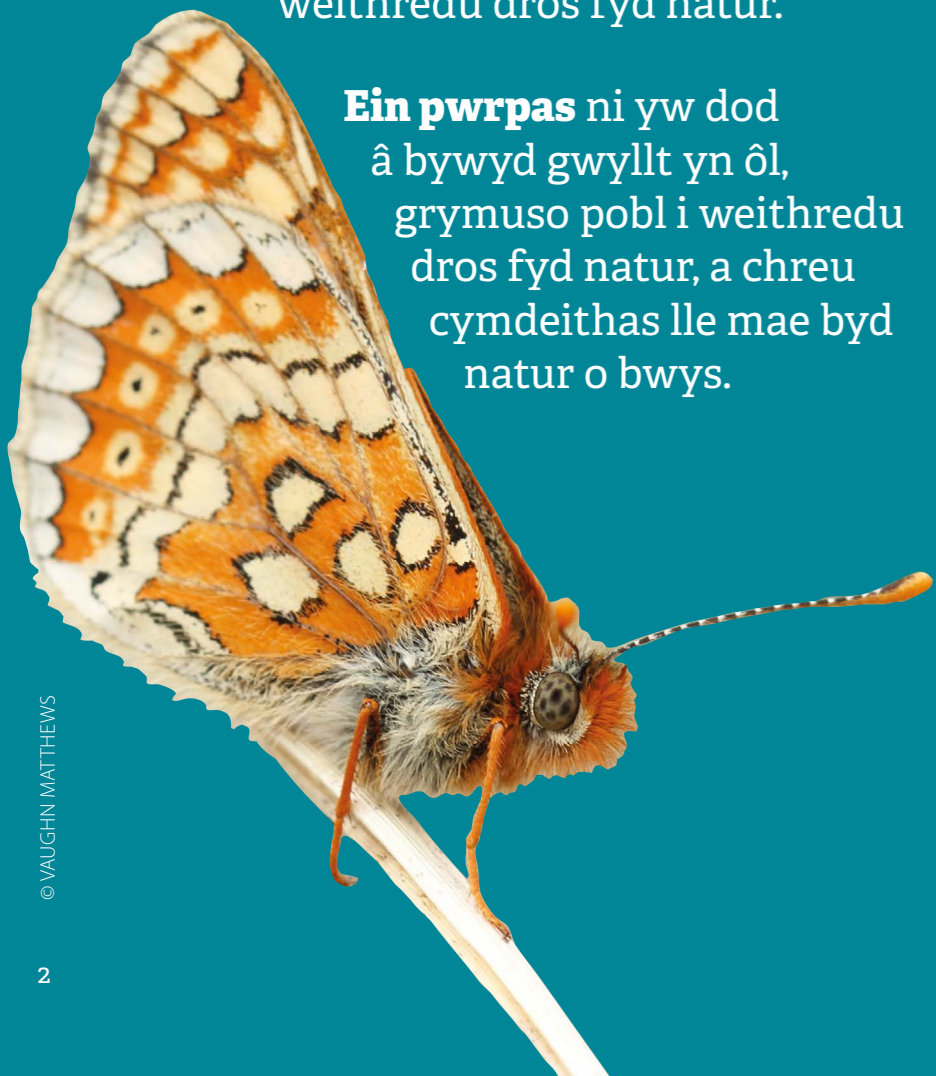 weithredu dros fyd natur.
Ein pwrpas ni yw dod
â bywyd gwyllt yn ôl,
grymuso pobl i weithredu
dros fyd natur, a chreu
cymdeithas lle mae byd
natur o bwys.
© VAUGHN MATTHEWS
2